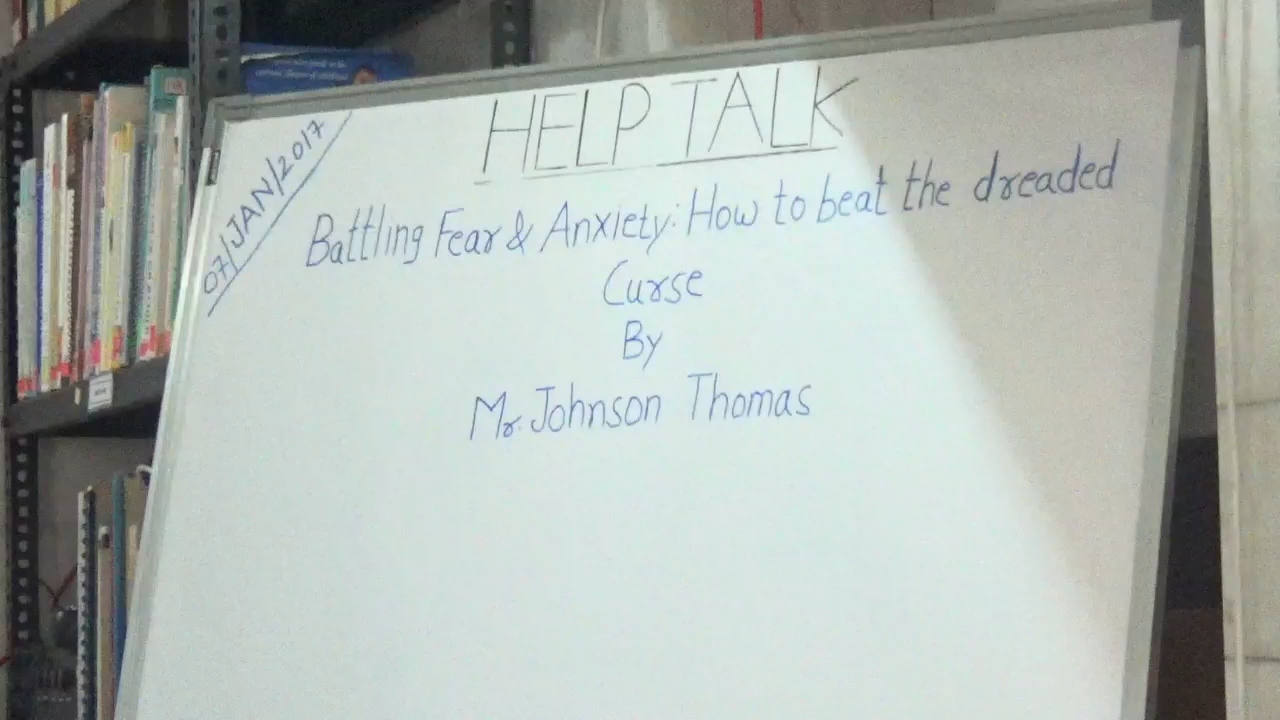 07/JAN/2017
HELP TALK
Battling Fear & Anxiety: How to beat the dreaded
Curse
By
Mr. Johnson Thomas